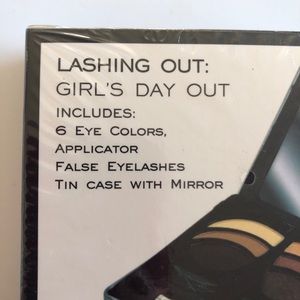 LASHING OUT:
GIRL'S DAY OUT
INCLUDES:
6 EYE COLORS,
APPLICATOR
FALSE EYELASHES
TIN CASE WITH MIRROR